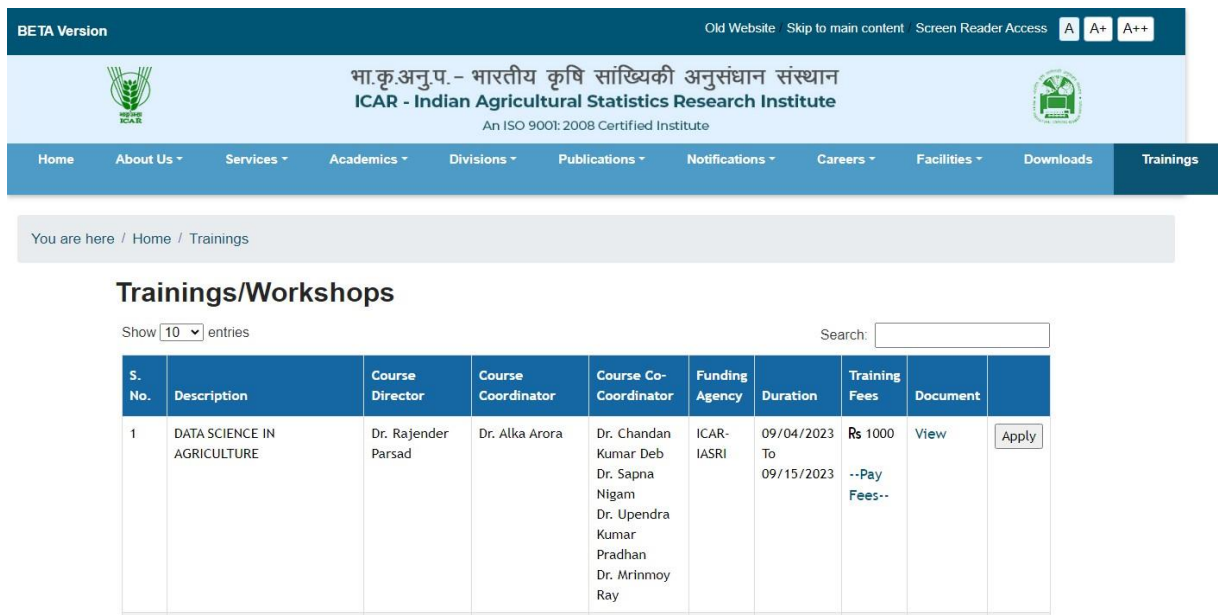 BETA Version
Old Website / Skip to main content / Screen Reader Access A A+ A++
भा.कृ.अनु.प.– भारतीय कृषि सांख्यिकी अनुसंधान संस्थान
ICAR - Indian Agricultural Statistics Research Institute
An ISO 9001: 2008 Certified Institute
ICAR
Home About Us Services Academics Divisions Publications Notifications Careers Facilities Downloads Trainings
You are here / Home / Trainings
Trainings/Workshops
Show 10 entries
Search:
S. No. Description Course Director Course Coordinator Course Co-Coordinator Funding Agency Duration Training Fees Document
1 DATA SCIENCE IN Dr. Rajender Dr. Alka Arora Dr. Chandan ICAR- 09/04/2023 Rs 1000 View Apply
AGRICULTURE Parsad Kumar Deb IASRI To
Dr. Sapna 09/15/2023 --Pay
Nigam Fees--
Dr. Upendra
Kumar
Pradhan
Dr. Mrinmoy
Ray